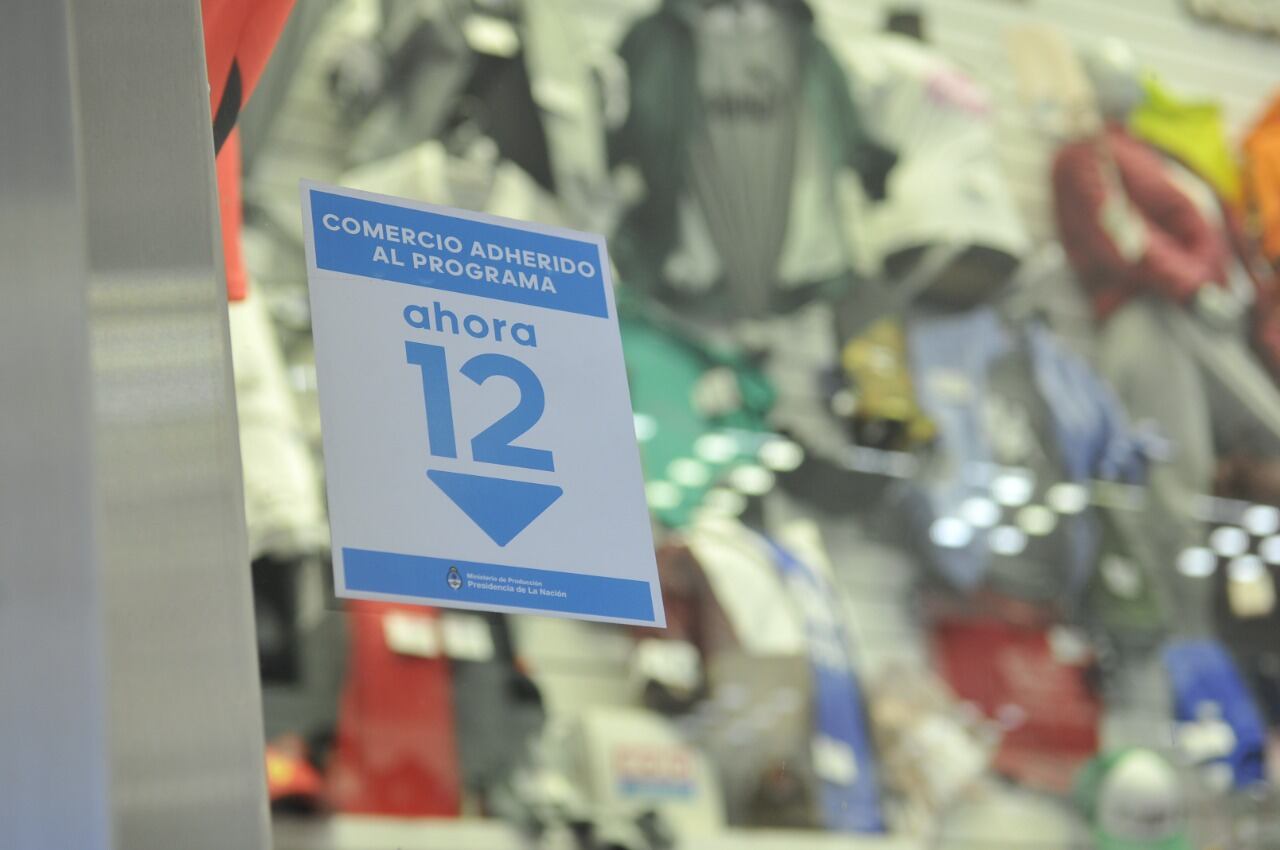 COMERCIO ADHERIDO
AL PROGRAMA
ahora
12
Ministerio de Producción
Presidencia de La Nación